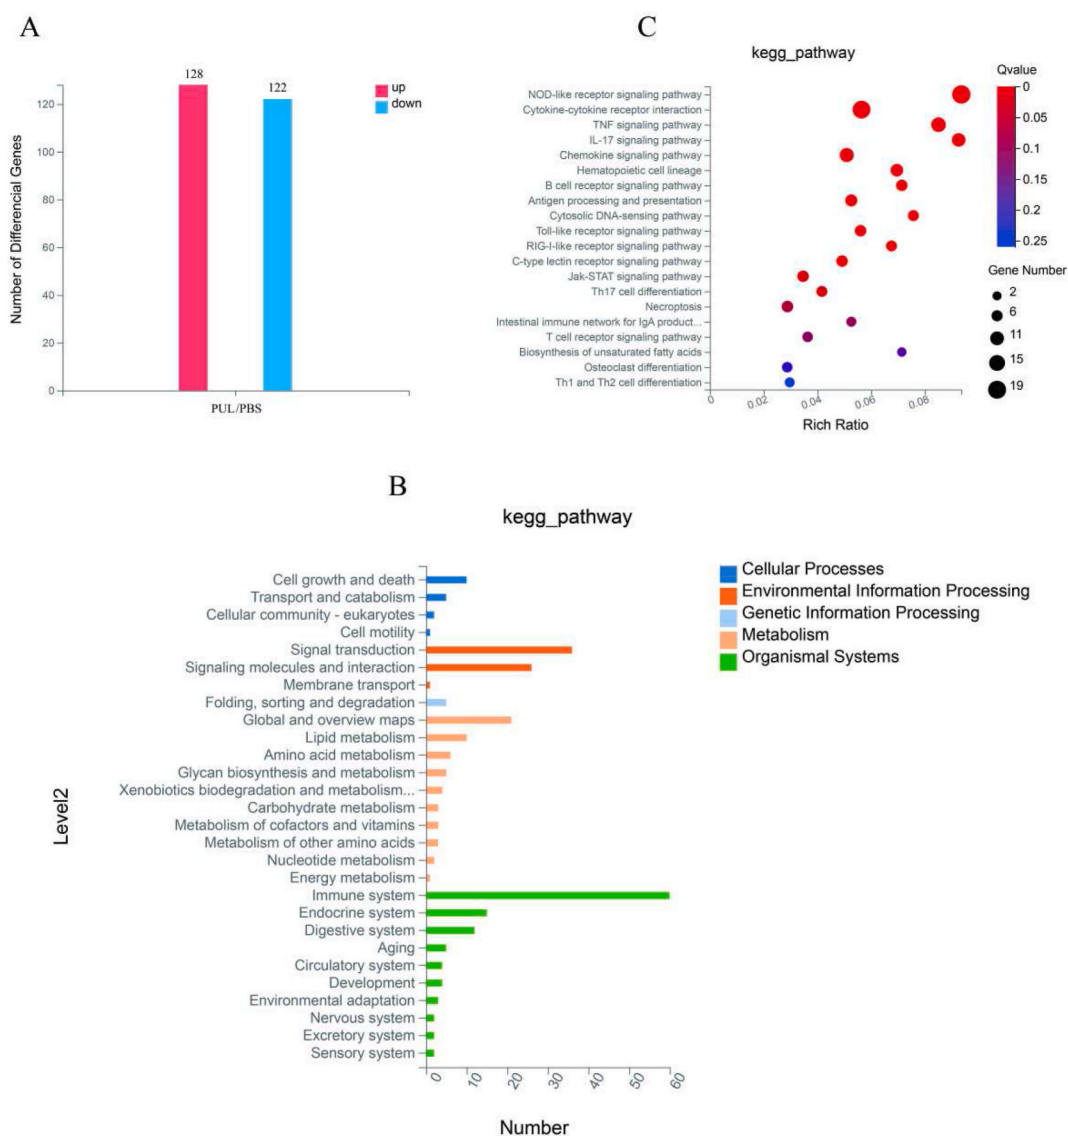 A
128
122
up
down
120
100
80
60
40
20
0
Number of Differencial Genes
PUL/PBS
C
kegg_pathway
NOD-like receptor signaling pathway
Cytokine-cytokine receptor interaction
TNF signaling pathway
IL-17 signaling pathway
Chemokine signaling pathway
Hematopoietic cell lineage
B cell receptor signaling pathway
Antigen processing and presentation
Cytosolic DNA-sensing pathway
Toll-like receptor signaling pathway
RIG-I-like receptor signaling pathway
C-type lectin receptor signaling pathway
Jak-STAT signaling pathway
Th17 cell differentiation
Necroptosis
Intestinal immune network for IgA product...
T cell receptor signaling pathway
Biosynthesis of unsaturated fatty acids
Osteoclast differentiation
Th1 and Th2 cell differentiation
0
0.02
0.04
0.06
0.08
Rich Ratio
Qvalue
0
0.05
0.1
0.15
0.2
0.25
Gene Number
2
6
11
15
19
B
kegg_pathway
Level2
Cell growth and death
Transport and catabolism
Cellular community - eukaryotes
Cell motility
Signal transduction
Signaling molecules and interaction
Membrane transport
Folding, sorting and degradation
Global and overview maps
Lipid metabolism
Amino acid metabolism
Glycan biosynthesis and metabolism
Xenobiotics biodegradation and metabolism...
Carbohydrate metabolism
Metabolism of cofactors and vitamins
Metabolism of other amino acids
Nucleotide metabolism
Energy metabolism
Immune system
Endocrine system
Digestive system
Aging
Circulatory system
Development
Environmental adaptation
Nervous system
Excretory system
Sensory system
0
10
20
30
40
50
60
Number
Cellular Processes
Environmental Information Processing
Genetic Information Processing
Metabolism
Organismal Systems